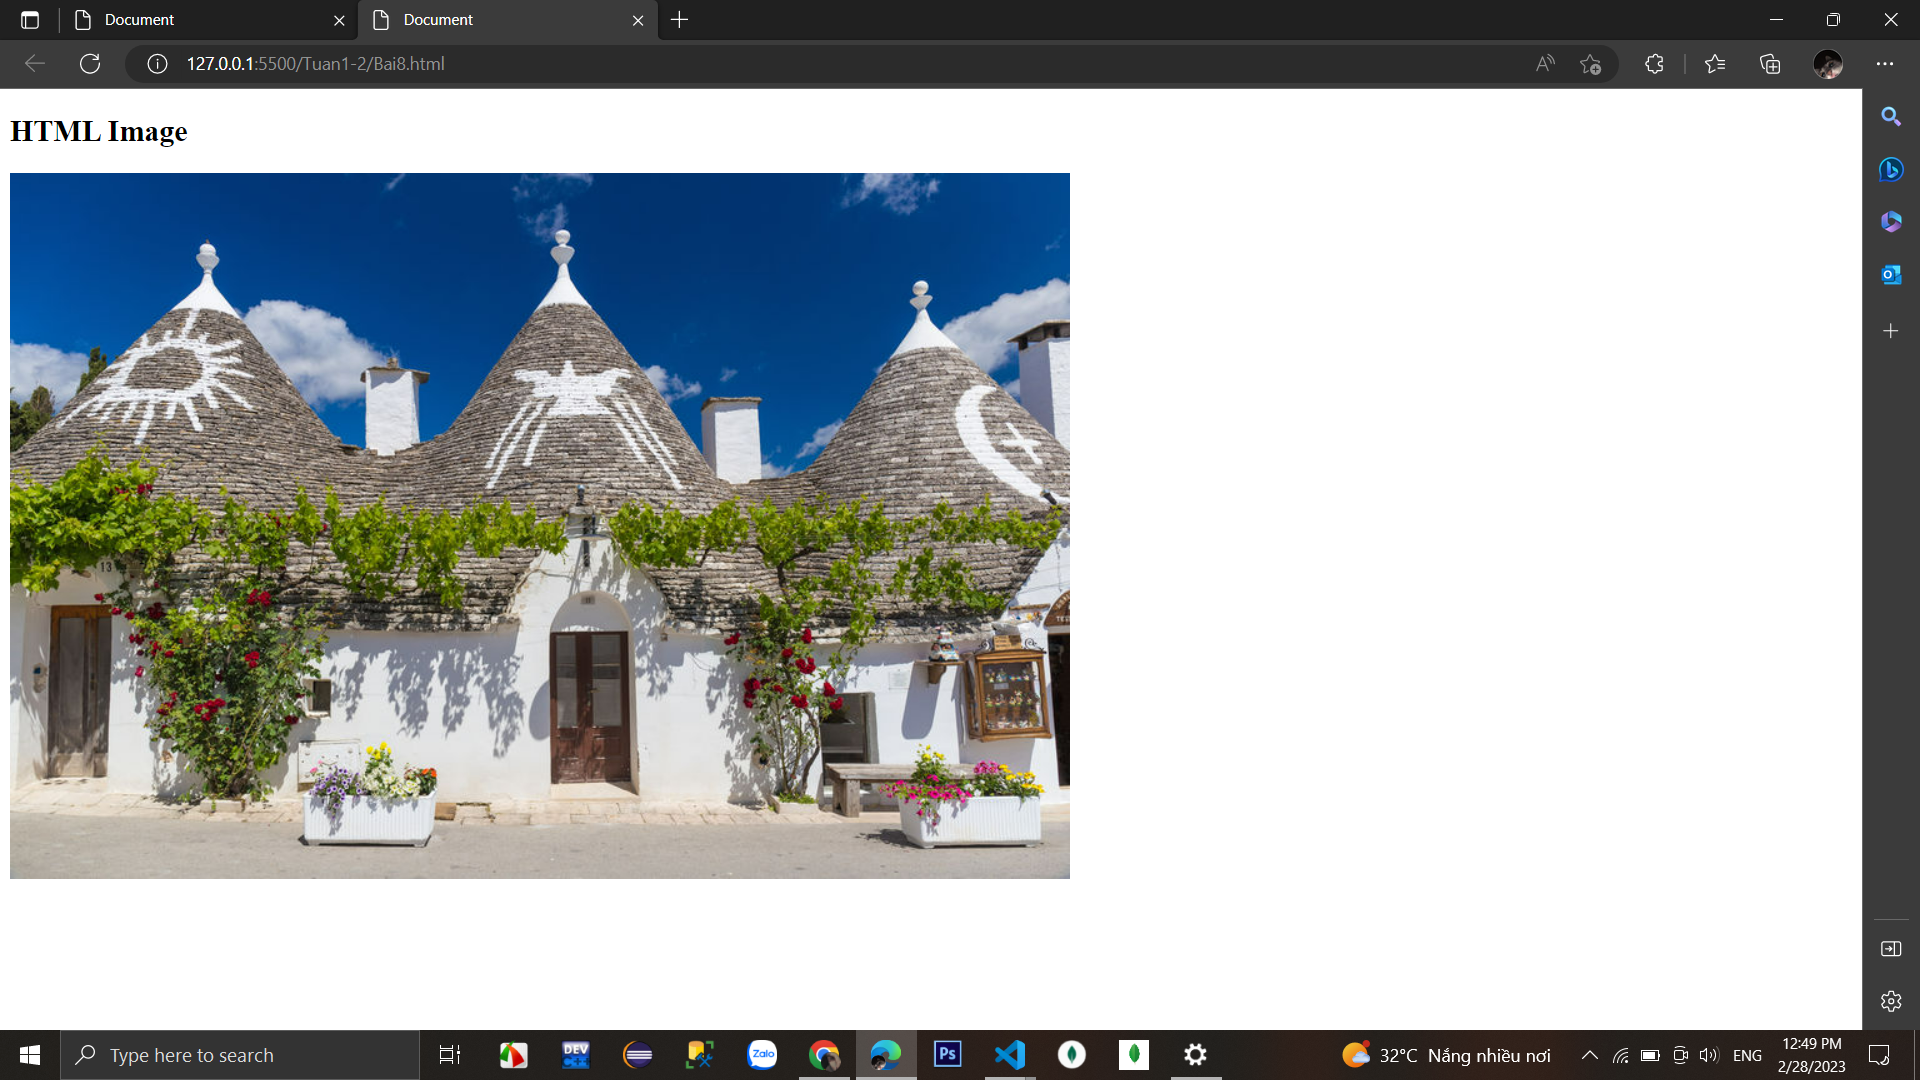 Document
Document
127.0.0.1:5500/Tuan1-2/Bai8.html
HTML Image
13
Type here to search
DEV C++
Zalo
Ps
32°C Nắng nhiều nơi
ENG
12:49 PM
2/28/2023